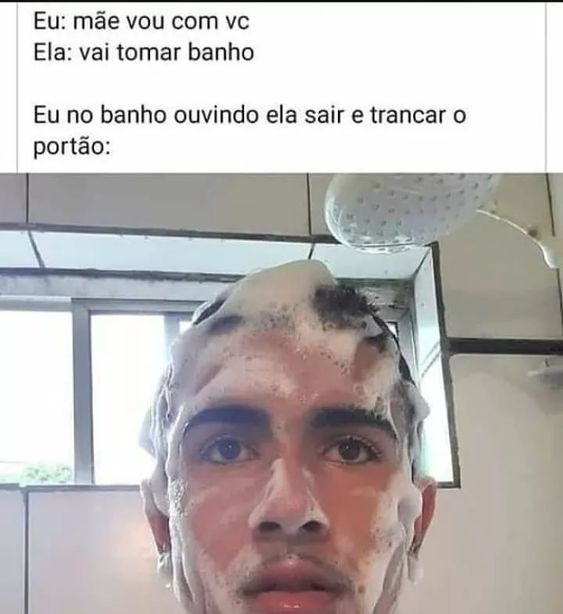 Eu: mãe vou com vc
Ela: vai tomar banho
Eu no banho ouvindo ela sair e trancar o
portão: